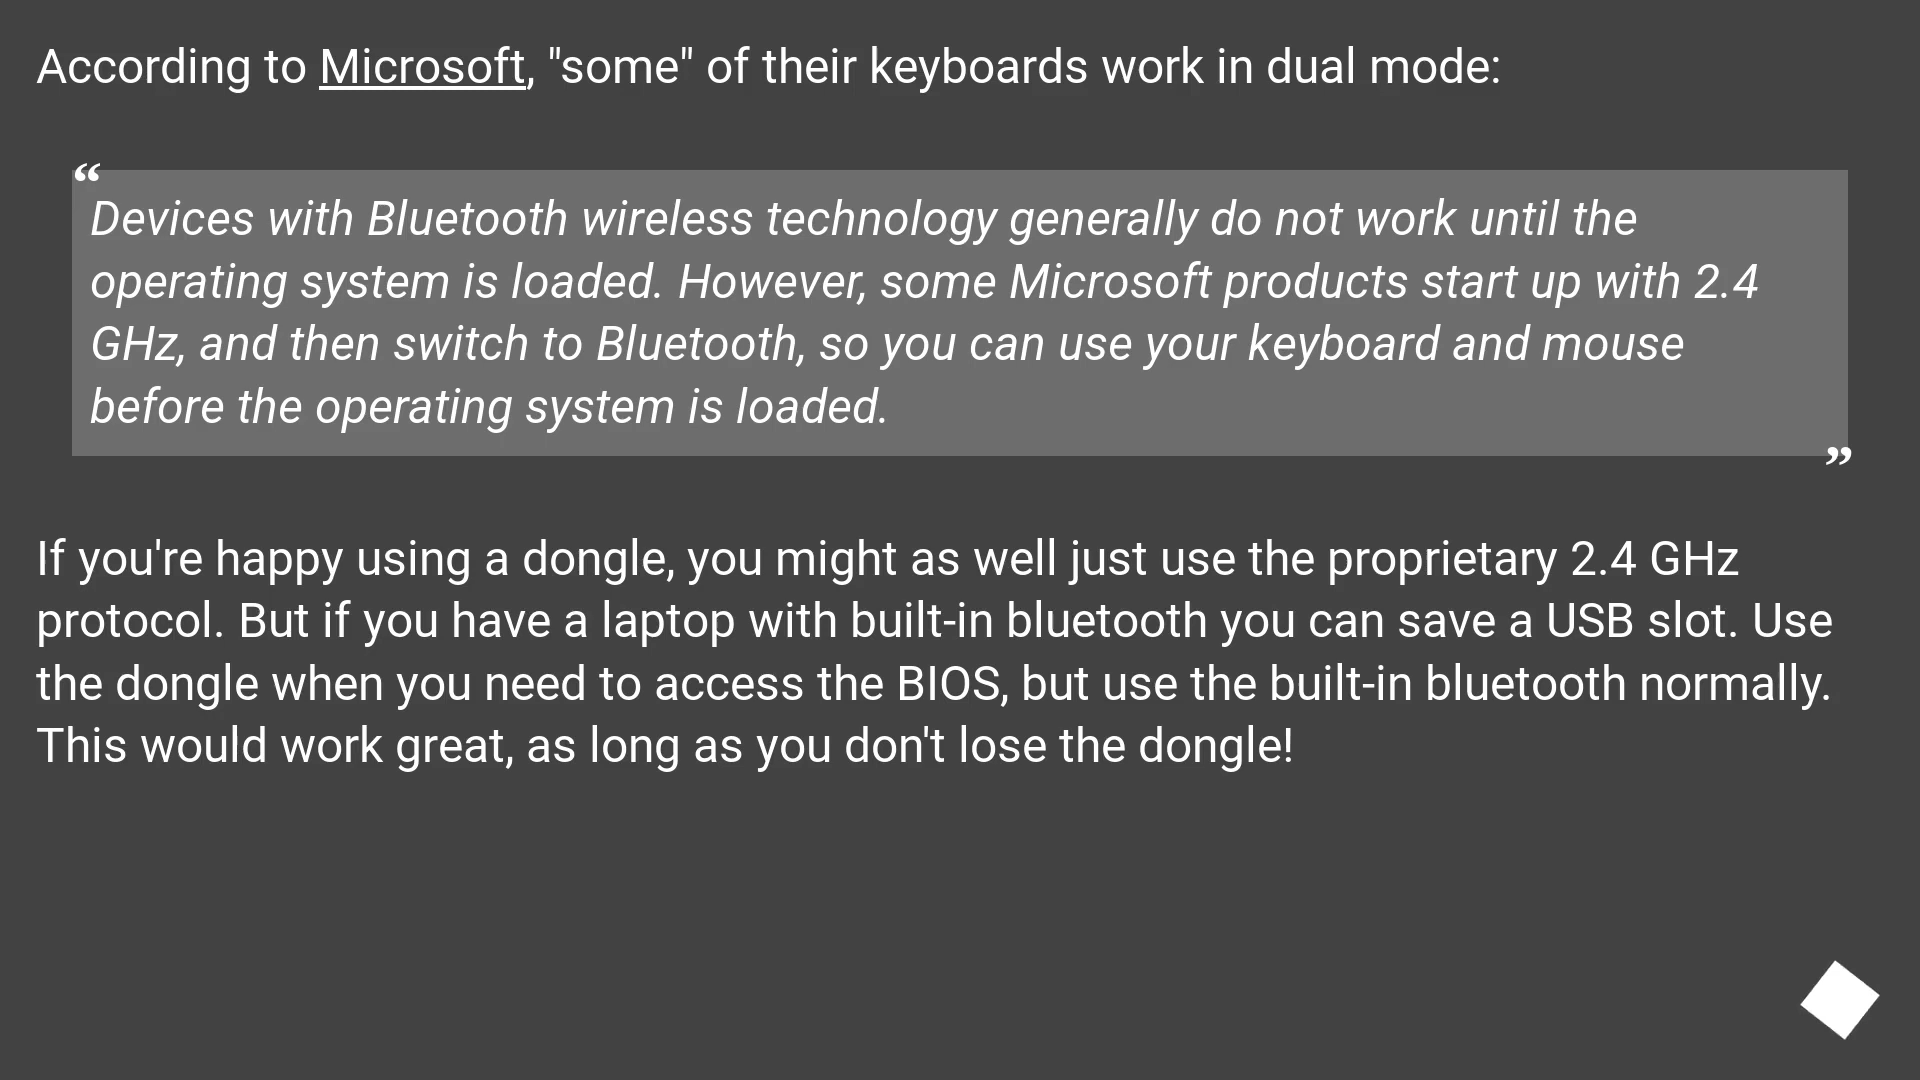 According to Microsoft, "some" of their keyboards work in dual mode:
“
Devices with Bluetooth wireless technology generally do not work until the
operating system is loaded. However, some Microsoft products start up with 2.4
GHz, and then switch to Bluetooth, so you can use your keyboard and mouse
before the operating system is loaded.
”
If you're happy using a dongle, you might as well just use the proprietary 2.4 GHz
protocol. But if you have a laptop with built-in bluetooth you can save a USB slot. Use
the dongle when you need to access the BIOS, but use the built-in bluetooth normally.
This would work great, as long as you don't lose the dongle!